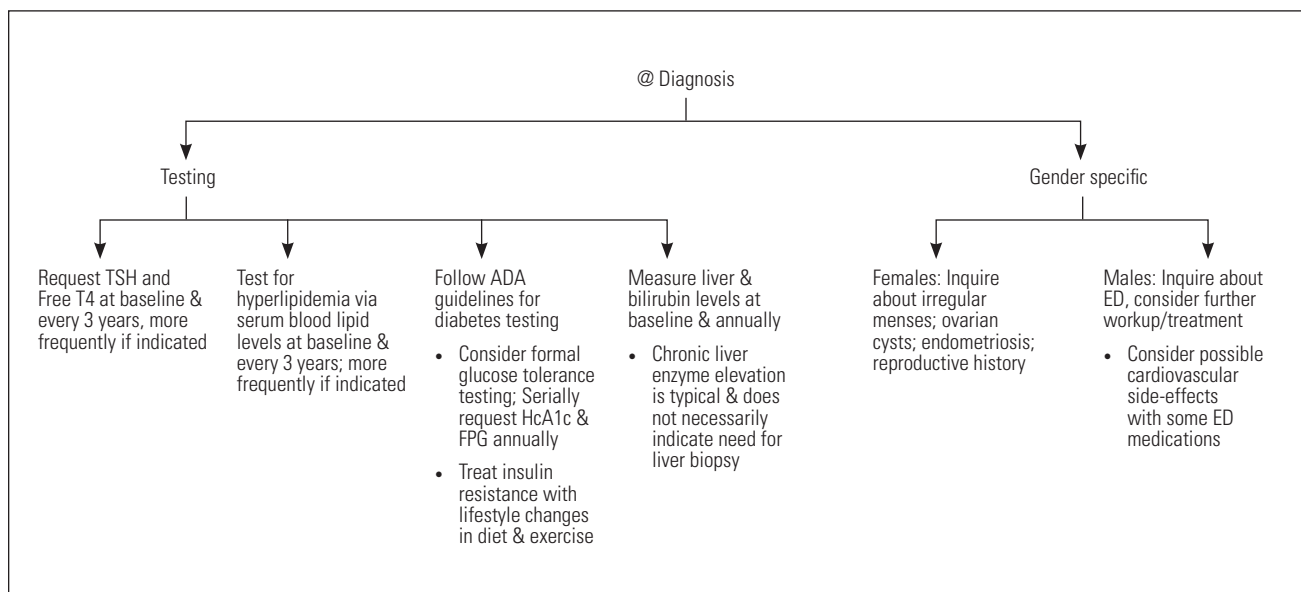 @ Diagnosis
Testing
Gender specific
Request TSH and
Free T4 at baseline &
every 3 years, more
frequently if indicated
Test for
hyperlipidemia via
serum blood lipid
levels at baseline &
every 3 years; more
frequently if indicated
Follow ADA
guidelines for
diabetes testing
• Consider formal
glucose tolerance
testing; Serially
request HcA1c &
FPG annually
• Treat insulin
resistance with
lifestyle changes
in diet & exercise
Measure liver &
bilirubin levels at
baseline & annually
• Chronic liver
enzyme elevation
is typical & does
not necessarily
indicate need for
liver biopsy
Females: Inquire
about irregular
menses; ovarian
cysts; endometriosis;
reproductive history
Males: Inquire about
ED, consider further
workup/treatment
• Consider possible
cardiovascular
side-effects
with some ED
medications